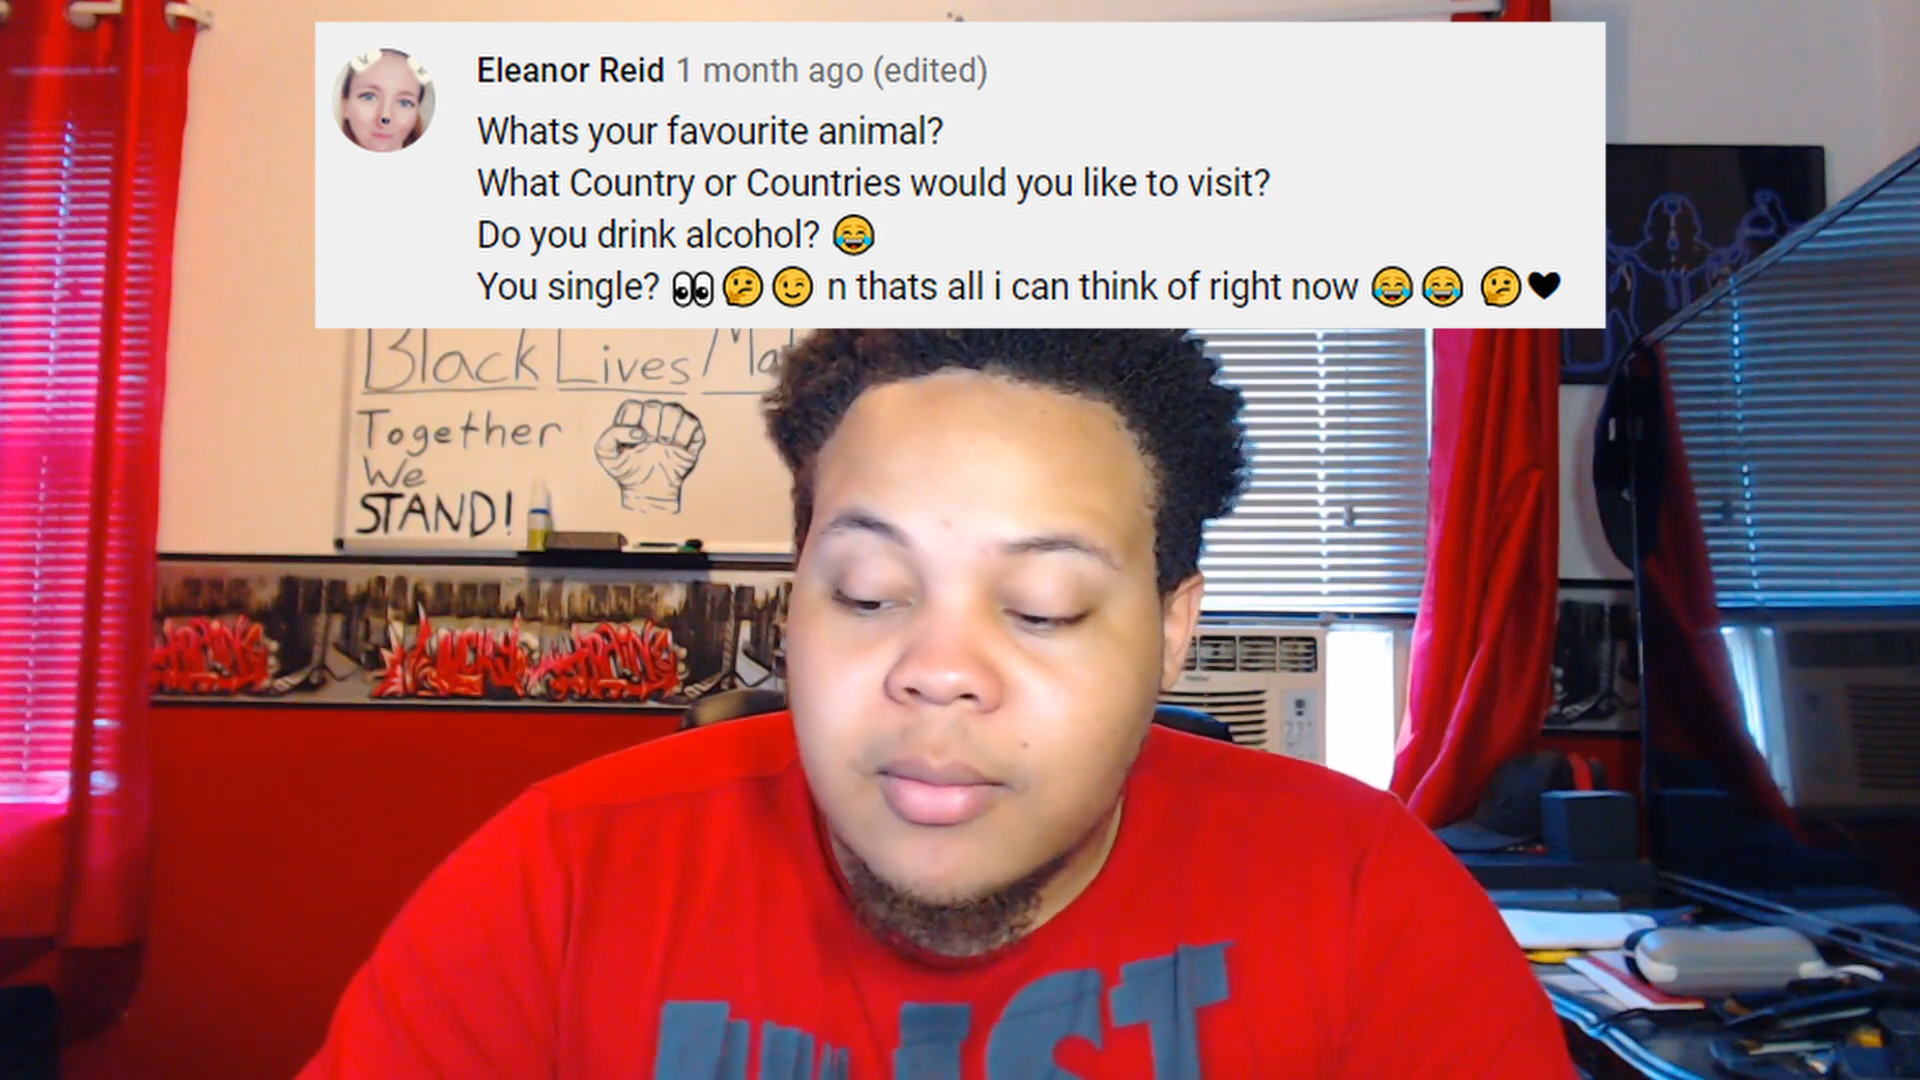 Eleanor Reid 1 month ago (edited)
Whats your favourite animal?
What Country or Countries would you like to visit?
Do you drink alcohol? 😂
You single? 👀🤔😉 n thats all i can think of right now 😂😂 🤔🖤
Black Lives
Together
We
STAND!